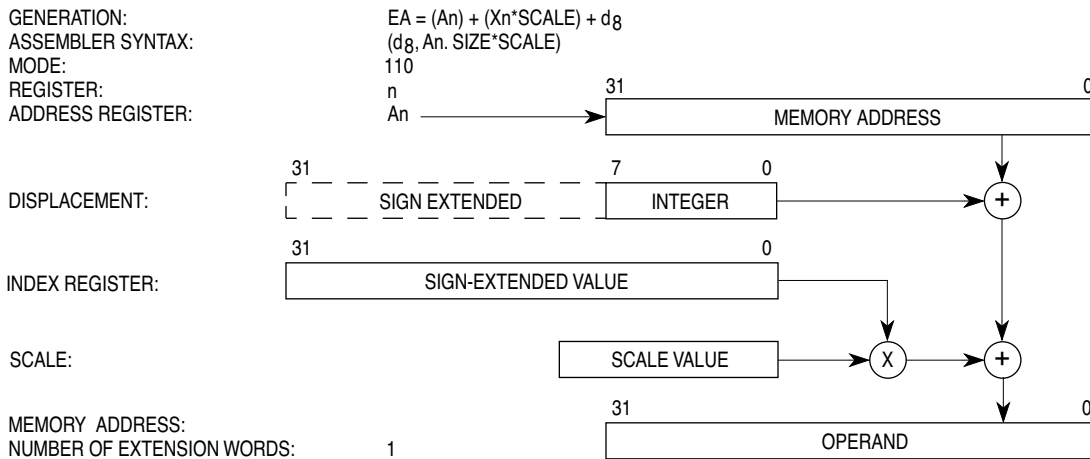 GENERATION: EA = (An) + (Xn*SCALE) + d8
ASSEMBLER SYNTAX: (d8, An. SIZE*SCALE)
MODE: 110
REGISTER: n
31 0
ADDRESS REGISTER: An MEMORY ADDRESS
31 7 0
DISPLACEMENT: SIGN EXTENDED INTEGER +
31 0
INDEX REGISTER: SIGN-EXTENDED VALUE
SCALE: SCALE VALUE X +
31 0
MEMORY ADDRESS: OPERAND
NUMBER OF EXTENSION WORDS: 1